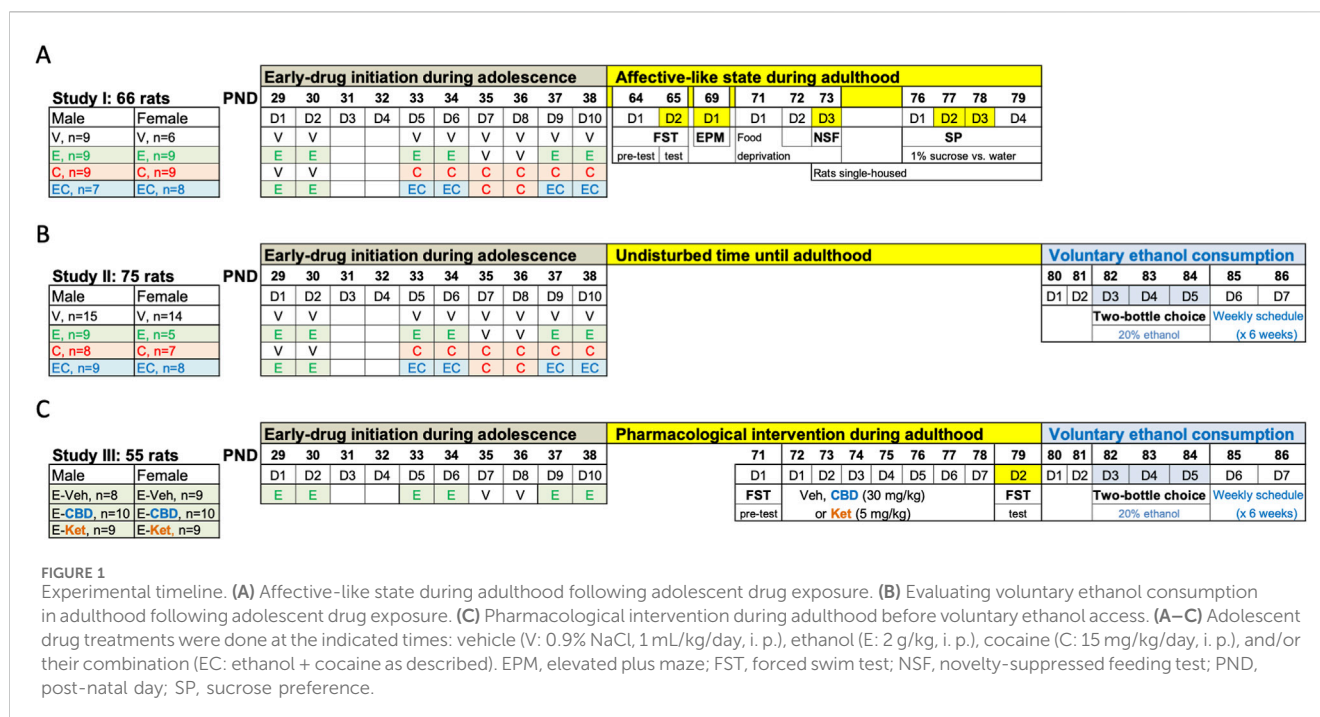 A
Early-drug initiation during adolescence Affective-like state during adulthood
Study I: 66 rats PND 29 30 31 32 33 34 35 36 37 38 64 65 69 71 72 73 76 77 78 79
Male Female D1 D2 D3 D4 D5 D6 D7 D8 D9 D10 D1 D2 D1 D1 D2 D3 D1 D2 D3 D4
V, n=9 V, n=6 V V V V V V V V FST EPM Food NSF SP
E, n=9 E, n=9 E E E E V V E E pre-test test deprivation 1% sucrose vs. water
C, n=9 C, n=9 V V C C C C C C Rats single-housed
EC, n=7 EC, n=8 E E EC EC C C EC EC
B
Early-drug initiation during adolescence Undisturbed time until adulthood Voluntary ethanol consumption
Study II: 75 rats PND 29 30 31 32 33 34 35 36 37 38 80 81 82 83 84 85 86
Male Female D1 D2 D3 D4 D5 D6 D7 D8 D9 D10 D1 D2 D3 D4 D5 D6 D7
V, n=15 V, n=14 V V V V V V V V Two-bottle choice Weekly schedule
E, n=9 E, n=5 E E E E V V E E 20% ethanol (x 6 weeks)
C, n=8 C, n=7 V V C C C C C C
EC, n=9 EC, n=8 E E EC EC C C EC EC
C
Early-drug initiation during adolescence Pharmacological intervention during adulthood Voluntary ethanol consumption
Study III: 55 rats PND 29 30 31 32 33 34 35 36 37 38 71 72 73 74 75 76 77 78 79 80 81 82 83 84 85 86
Male Female D1 D2 D3 D4 D5 D6 D7 D8 D9 D10 D1 D1 D2 D3 D4 D5 D6 D7 D2 D1 D2 D3 D4 D5 D6 D7
E-Veh, n=8 E-Veh, n=9 E E E E V V E E FST Veh, CBD (30 mg/kg) FST Two-bottle choice Weekly schedule
E-CBD, n=10 E-CBD, n=10 pre-test or Ket (5 mg/kg) test 20% ethanol (x 6 weeks)
E-Ket, n=9 E-Ket, n=9
FIGURE 1
Experimental timeline. (A) Affective-like state during adulthood following adolescent drug exposure. (B) Evaluating voluntary ethanol consumption
in adulthood following adolescent drug exposure. (C) Pharmacological intervention during adulthood before voluntary ethanol access. (A–C) Adolescent
drug treatments were done at the indicated times: vehicle (V: 0.9% NaCl, 1 mL/kg/day, i. p.), ethanol (E: 2 g/kg, i. p.), cocaine (C: 15 mg/kg/day, i. p.), and/or
their combination (EC: ethanol + cocaine as described). EPM, elevated plus maze; FST, forced swim test; NSF, novelty-suppressed feeding test; PND,
post-natal day; SP, sucrose preference.